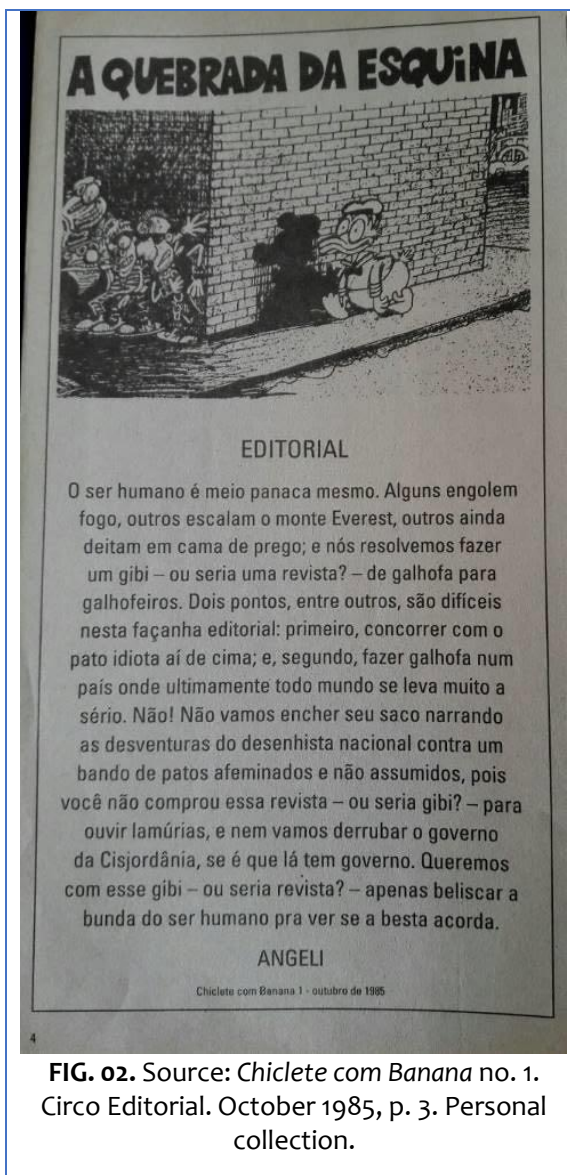 A QUEBRADA DA ESQUINA
EDITORIAL
O ser humano é meio panaca mesmo. Alguns engolem
fogo, outros escalam o monte Everest, outros ainda
deitam em cama de prego; e nós resolvemos fazer
um gibi – ou seria uma revista? – de galhofa para
galhofeiros. Dois pontos, entre outros, são difíceis
nesta façanha editorial: primeiro, concorrer com o
pato idiota aí de cima; e, segundo, fazer galhofa num
país onde ultimamente todo mundo se leva muito a
sério. Não! Não vamos encher seu saco narrando
as desventuras do desenhista nacional contra um
bando de patos afeminados e não assumidos, pois
você não comprou essa revista – ou seria gibi? – para
ouvir lamúrias, e nem vamos derrubar o governo
da Cisjordânia, se é que lá tem governo. Queremos
com esse gibi – ou seria revista? – apenas beliscar a
bunda do ser humano pra ver se a besta acorda.
ANGELI
Chiclete com Banana 1 - outubro de 1985
4
FIG. 02. Source: Chiclete com Banana no. 1.
Circo Editorial. October 1985, p. 3. Personal
collection.